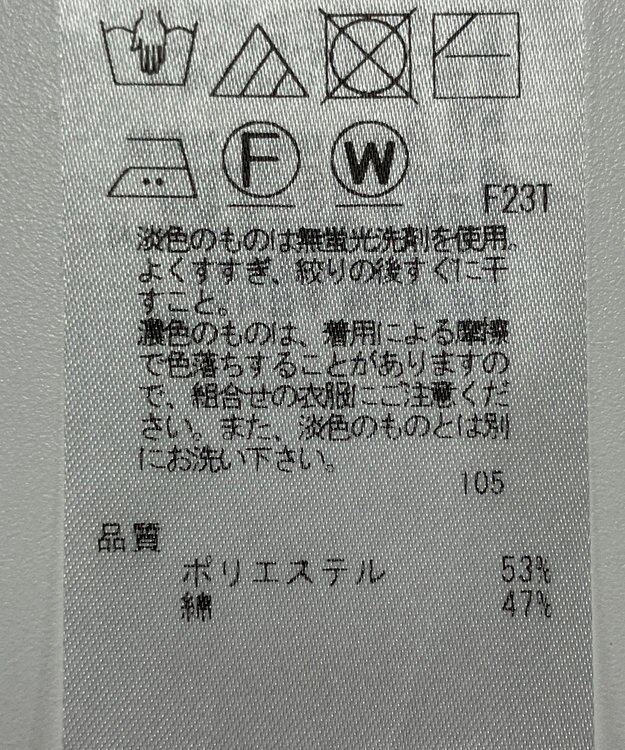 F W
F23T
淡色のものは無蛍光洗剤を使用。
よくすすぎ、絞りの後すぐに干
すこと。
濃色のものは、着用による摩擦
で色落ちすることがありますの
で、組合せの衣服にご注意くだ
さい。また、淡色のものとは別
にお洗い下さい。
105
品質
ポリエステル 53%
綿 47%